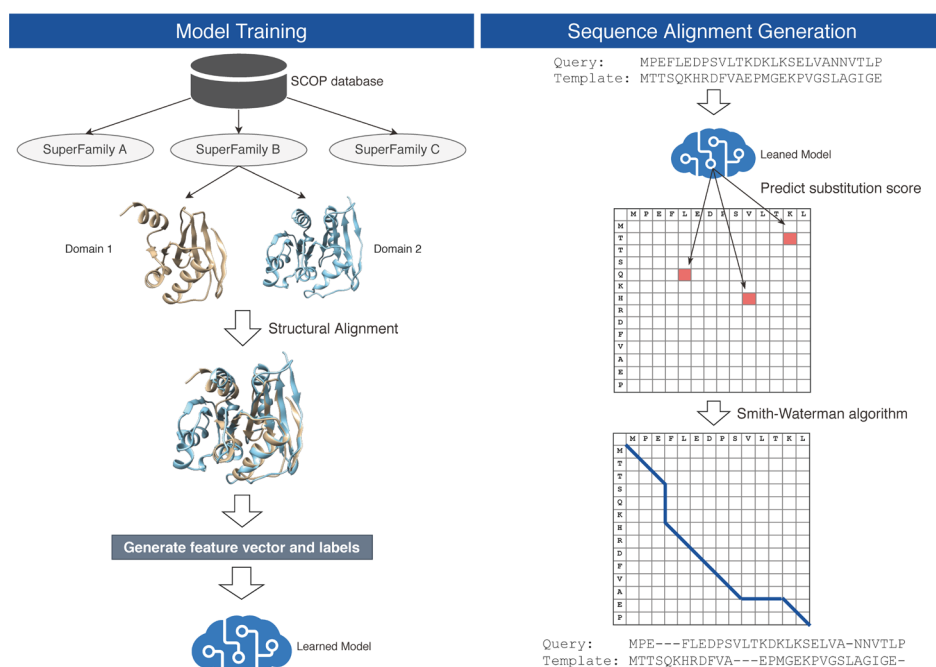 Model Training
SCOP database
SuperFamily A
SuperFamily B
SuperFamily C
Domain 1
Domain 2
Structural Alignment
Generate feature vector and labels
Learned Model
Sequence Alignment Generation
Query: MPEFLEDPSVLTKDKLKSELVANNVTLP
Template: MTTSQKHRDFVAEPMGEKPVGSLAGIGE
Leaned Model
Predict substitution score
M P E F L E D P S V L T K L
M
T
T
S
Q
K
H
R
D
F
V
A
E
P
Smith-Waterman algorithm
M P E F L E D P S V L T K L
M
T
T
S
Q
K
H
R
D
F
V
A
E
P
Query: MPE---FLEDPSVLTKDKLKSELVA-NNVTLP
Template: MTTSQKHRDFVA---EPMGEKPVGSLAGIGE-